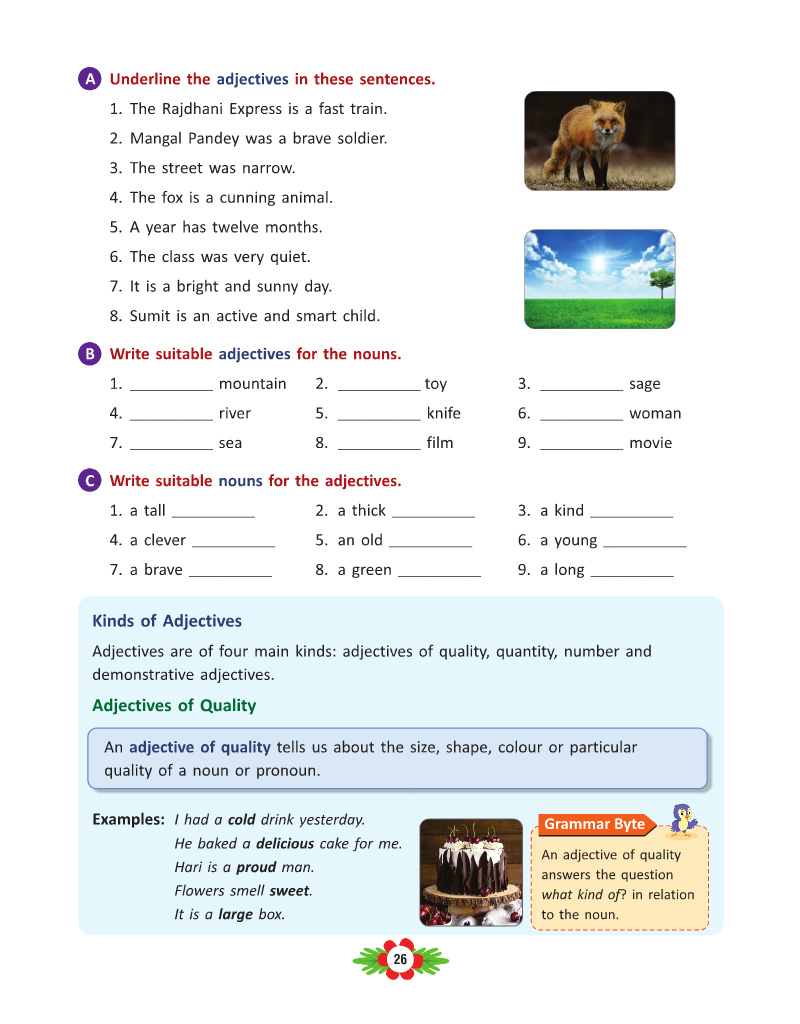 A Underline the adjectives in these sentences.
1. The Rajdhani Express is a fast train.
2. Mangal Pandey was a brave soldier.
3. The street was narrow.
4. The fox is a cunning animal.
5. A year has twelve months.
6. The class was very quiet.
7. It is a bright and sunny day.
8. Sumit is an active and smart child.
B Write suitable adjectives for the nouns.
1. __________ mountain 2. __________ toy 3. __________ sage
4. __________ river 5. __________ knife 6. __________ woman
7. __________ sea 8. __________ film 9. __________ movie
C Write suitable nouns for the adjectives.
1. a tall __________ 2. a thick __________ 3. a kind __________
4. a clever __________ 5. an old __________ 6. a young __________
7. a brave __________ 8. a green __________ 9. a long __________
Kinds of Adjectives
Adjectives are of four main kinds: adjectives of quality, quantity, number and
demonstrative adjectives.
Adjectives of Quality
An adjective of quality tells us about the size, shape, colour or particular
quality of a noun or pronoun.
Examples: I had a cold drink yesterday.
He baked a delicious cake for me.
Hari is a proud man.
Flowers smell sweet.
It is a large box.
Grammar Byte
An adjective of quality
answers the question
what kind of? in relation
to the noun.
26